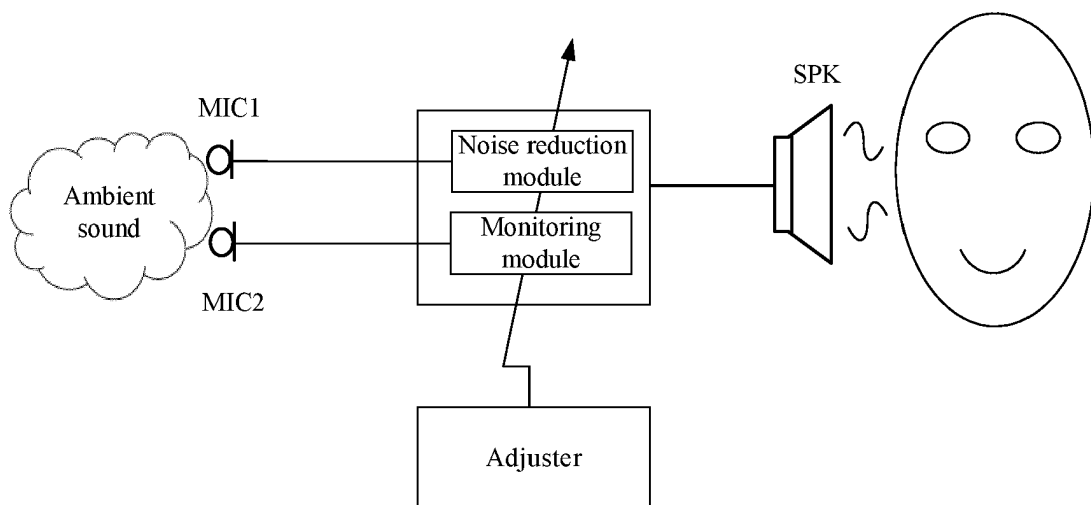 SPK
MIC1
Noise reduction
module
Ambient
sound
Monitoring
module
MIC2
Adjuster